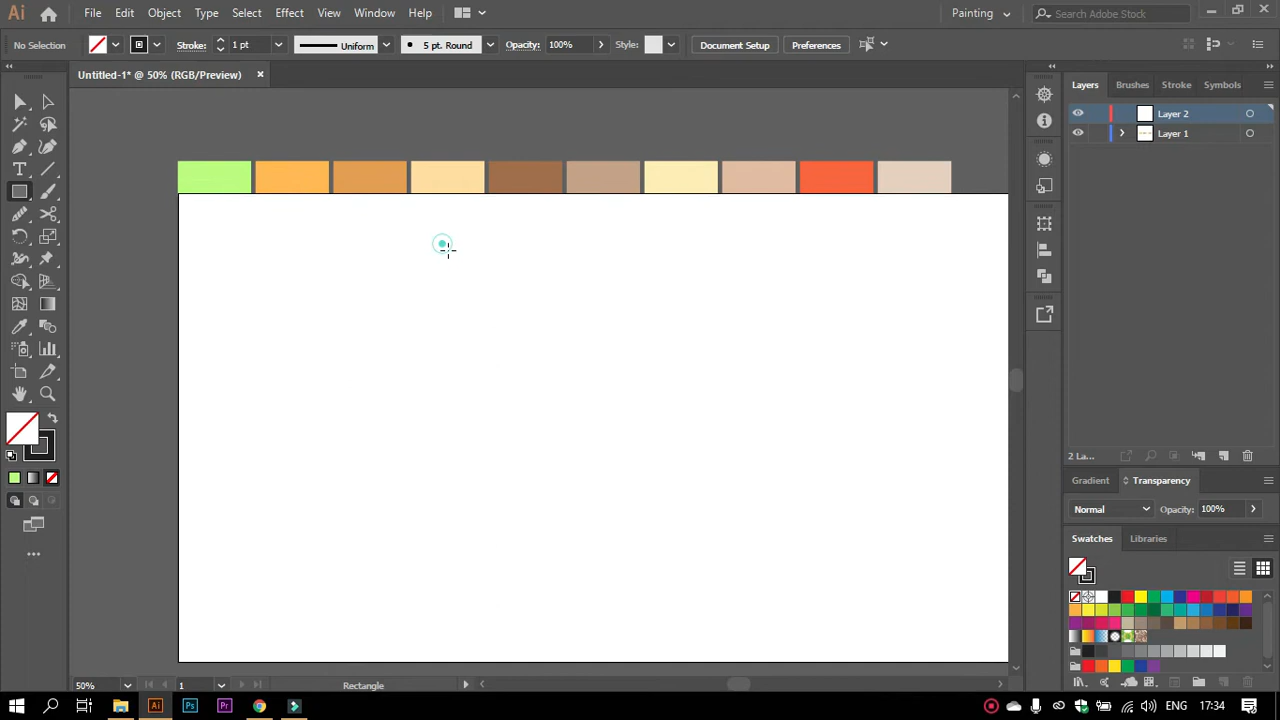 Ai File Edit Object Type Select Effect View Window Help Painting Search Adobe Stock
No Selection Stroke: 1 pt Uniform 5 pt. Round Opacity: 100% Style: Document Setup Preferences
Untitled-1* @ 50% (RGB/Preview)
Layers Brushes Stroke Symbols
Layer 2
Layer 1
2 La...
Gradient Transparency
Normal Opacity: 100%
Swatches Libraries
50% 1 Rectangle
Ai Ps Pr ENG 17:34